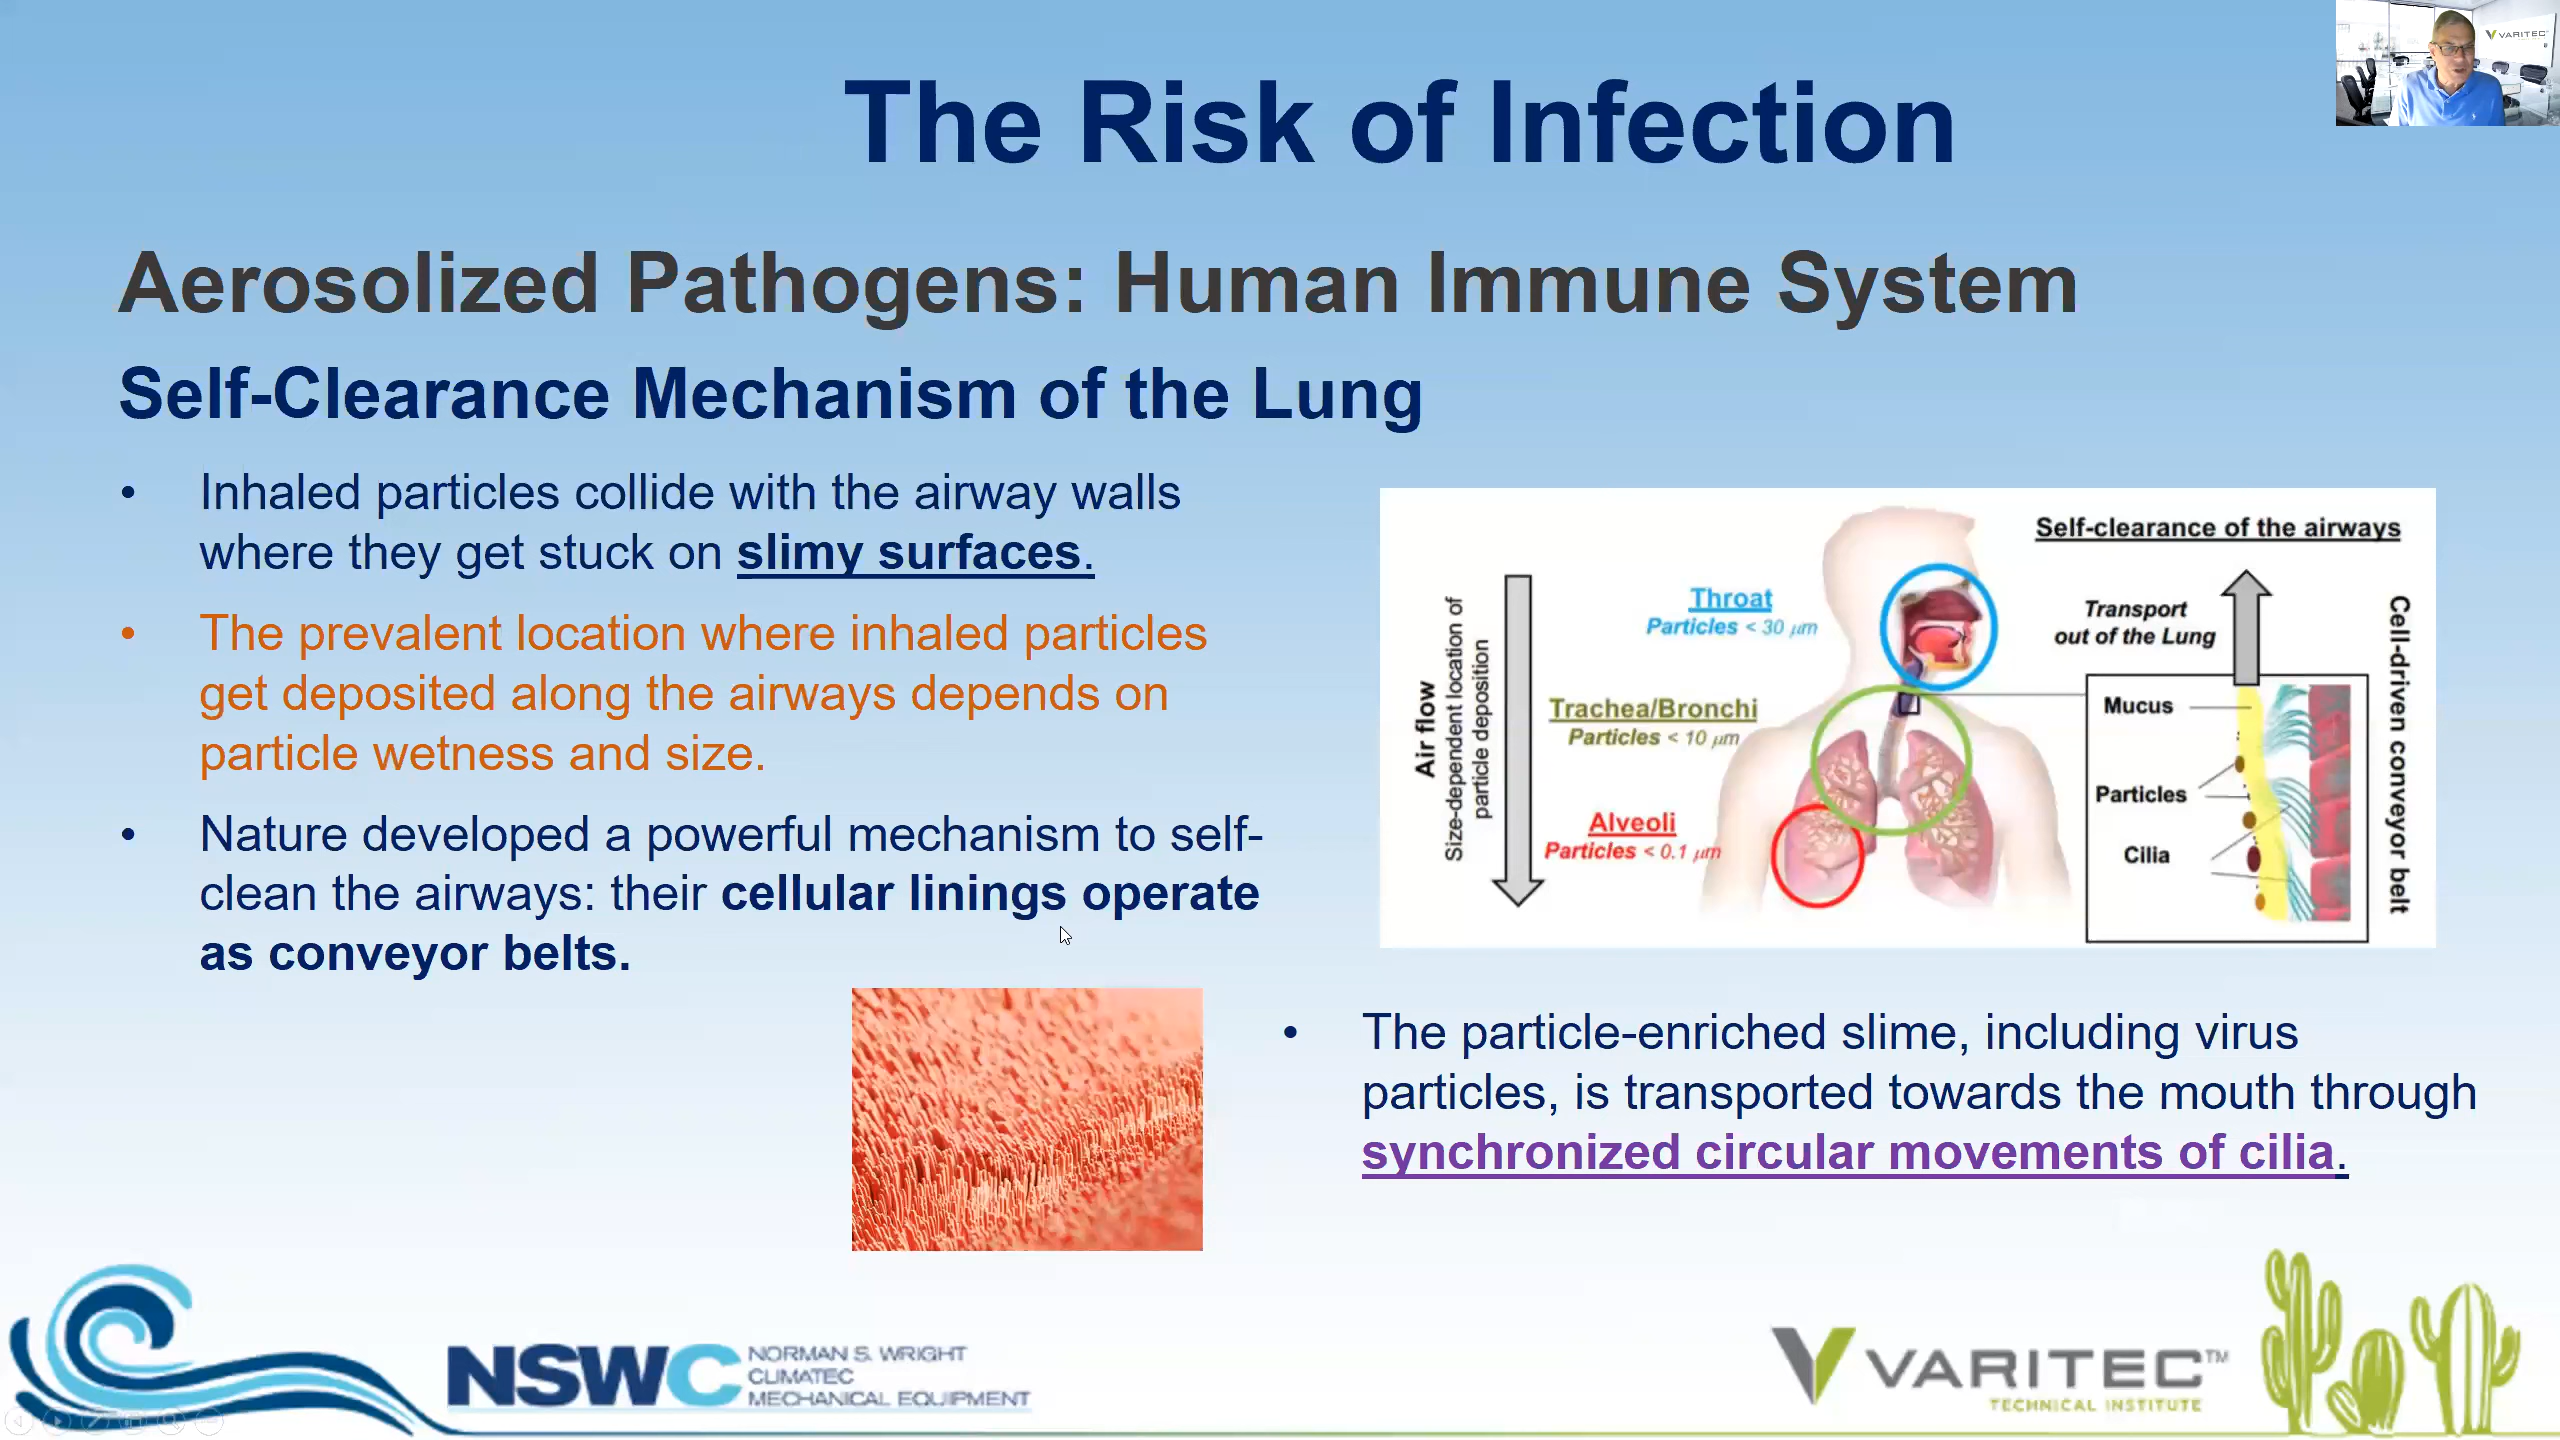 VARITEC
The Risk of Infection
Aerosolized Pathogens: Human Immune System
Self-Clearance Mechanism of the Lung
• Inhaled particles collide with the airway walls
where they get stuck on slimy surfaces.
• The prevalent location where inhaled particles
get deposited along the airways depends on
particle wetness and size.
• Nature developed a powerful mechanism to self-
clean the airways: their cellular linings operate
as conveyor belts.
Air flow
Size-dependent location of
particle deposition
Throat
Particles < 30 μm
Trachea/Bronchi
Particles < 10 μm
Alveoli
Particles < 0.1 μm
Self-clearance of the airways
Transport
out of the Lung
Mucus
Particles
Cilia
Cell-driven conveyor belt
• The particle-enriched slime, including virus
particles, is transported towards the mouth through
synchronized circular movements of cilia.
NSWC
NORMAN S. WRIGHT
CLIMATEC
MECHANICAL EQUIPMENT
VARITEC™
TECHNICAL INSTITUTE